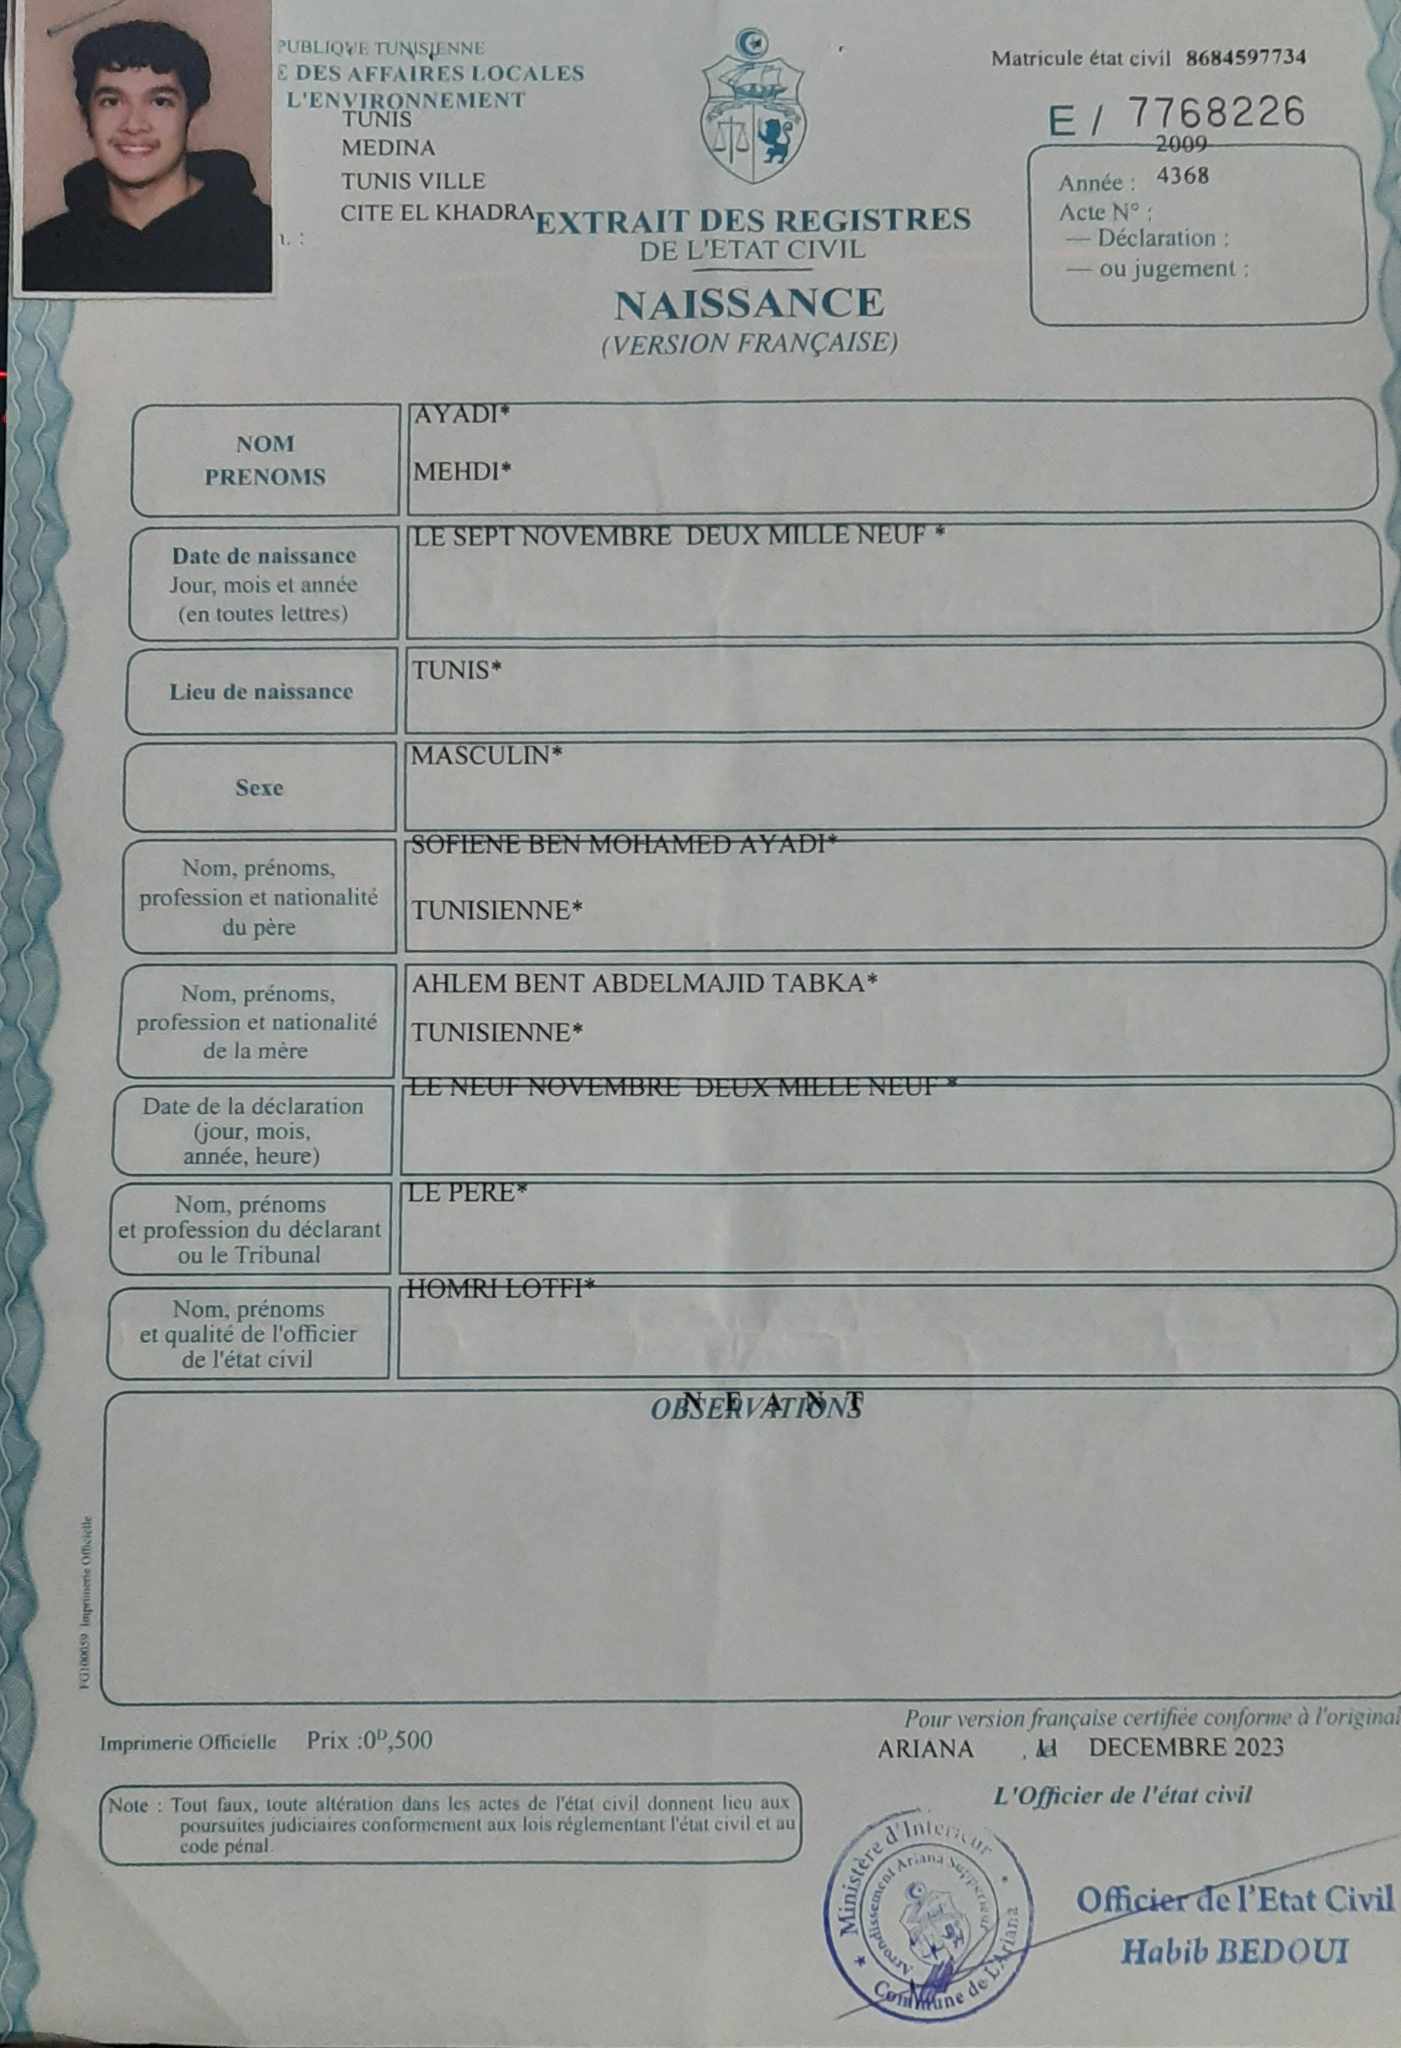 PUBLIQUE TUNISIENNE
E DES AFFAIRES LOCALES
L'ENVIRONNEMENT
TUNIS
MEDINA
TUNIS VILLE
CITE EL KHADRA
Matricule état civil 8684597734
E / 7768226
2009
Année : 4368
Acte N° :
— Déclaration :
— ou jugement :
EXTRAIT DES REGISTRES
DE L'ETAT CIVIL
NAISSANCE
(VERSION FRANÇAISE)
NOM
PRENOMS
AYADI*
MEHDI*
Date de naissance
Jour, mois et année
(en toutes lettres)
LE SEPT NOVEMBRE DEUX MILLE NEUF *
Lieu de naissance
TUNIS*
Sexe
MASCULIN*
Nom, prénoms,
profession et nationalité
du père
SOFIENE BEN MOHAMED AYADI*
TUNISIENNE*
Nom, prénoms,
profession et nationalité
de la mère
AHLEM BENT ABDELMAJID TABKA*
TUNISIENNE*
Date de la déclaration
(jour, mois,
année, heure)
LE NEUF NOVEMBRE DEUX MILLE NEUF *
Nom, prénoms
et profession du déclarant
ou le Tribunal
LE PERE*
Nom, prénoms
et qualité de l'officier
de l'état civil
HOMRI LOTFI*
OBSERVATIONS
N E A N T
FG100059 Imprimerie Officielle
Imprimerie Officielle Prix :0ᴰ,500
Pour version française certifiée conforme à l'original
ARIANA , DECEMBRE 2023
L'Officier de l'état civil
Note : Tout faux, toute altération dans les actes de l'état civil donnent lieu aux
poursuites judiciaires conformement aux lois réglementant l'état civil et au
code pénal.
Ministère d'Interieur
Arrondissement Ariana Supperieur
Commune de L'Ariana
Officier de l'Etat Civil
Habib BEDOUI